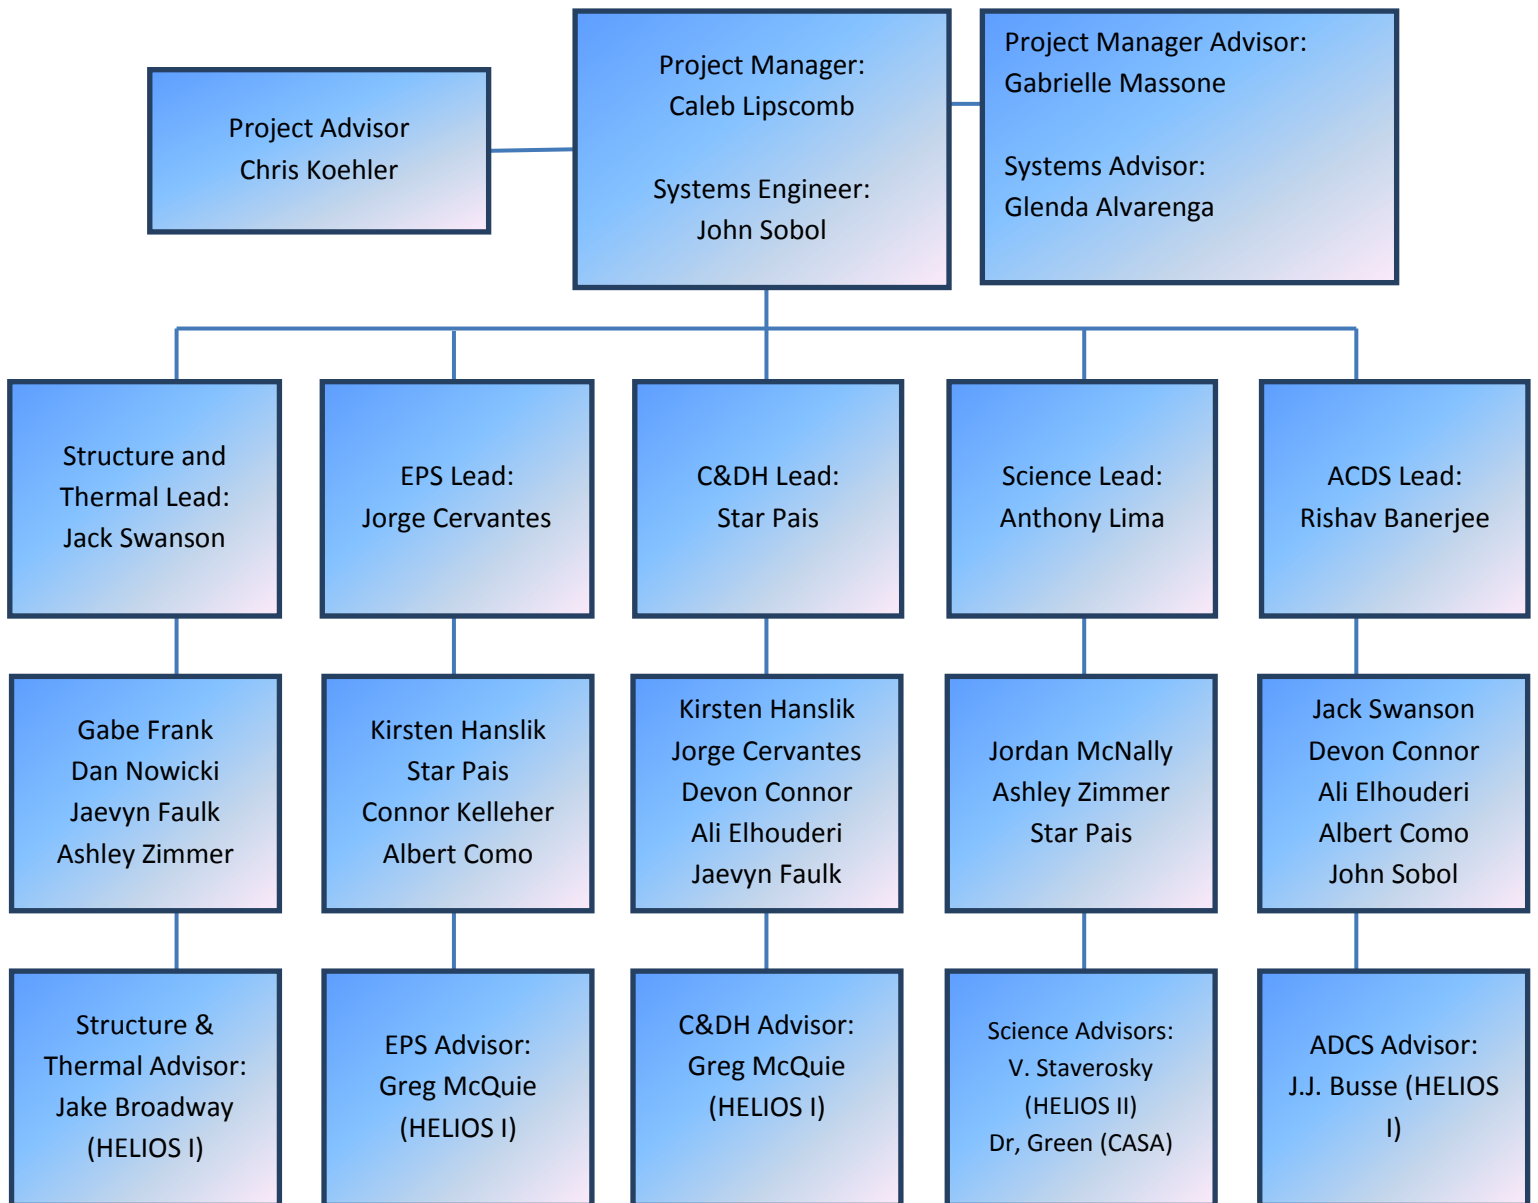 Project Advisor
Chris Koehler
Project Manager:
Caleb Lipscomb
Systems Engineer:
John Sobol
Project Manager Advisor:
Gabrielle Massone
Systems Advisor:
Glenda Alvarenga
Structure and
Thermal Lead:
Jack Swanson
EPS Lead:
Jorge Cervantes
C&DH Lead:
Star Pais
Science Lead:
Anthony Lima
ACDS Lead:
Rishav Banerjee
Gabe Frank
Dan Nowicki
Jaevyn Faulk
Ashley Zimmer
Kirsten Hanslik
Star Pais
Connor Kelleher
Albert Como
Kirsten Hanslik
Jorge Cervantes
Devon Connor
Ali Elhouderi
Jaevyn Faulk
Jordan McNally
Ashley Zimmer
Star Pais
Jack Swanson
Devon Connor
Ali Elhouderi
Albert Como
John Sobol
Structure &
Thermal Advisor:
Jake Broadway
(HELIOS I)
EPS Advisor:
Greg McQuie
(HELIOS I)
C&DH Advisor:
Greg McQuie
(HELIOS I)
Science Advisors:
V. Staverosky
(HELIOS II)
Dr, Green (CASA)
ADCS Advisor:
J.J. Busse (HELIOS
I)